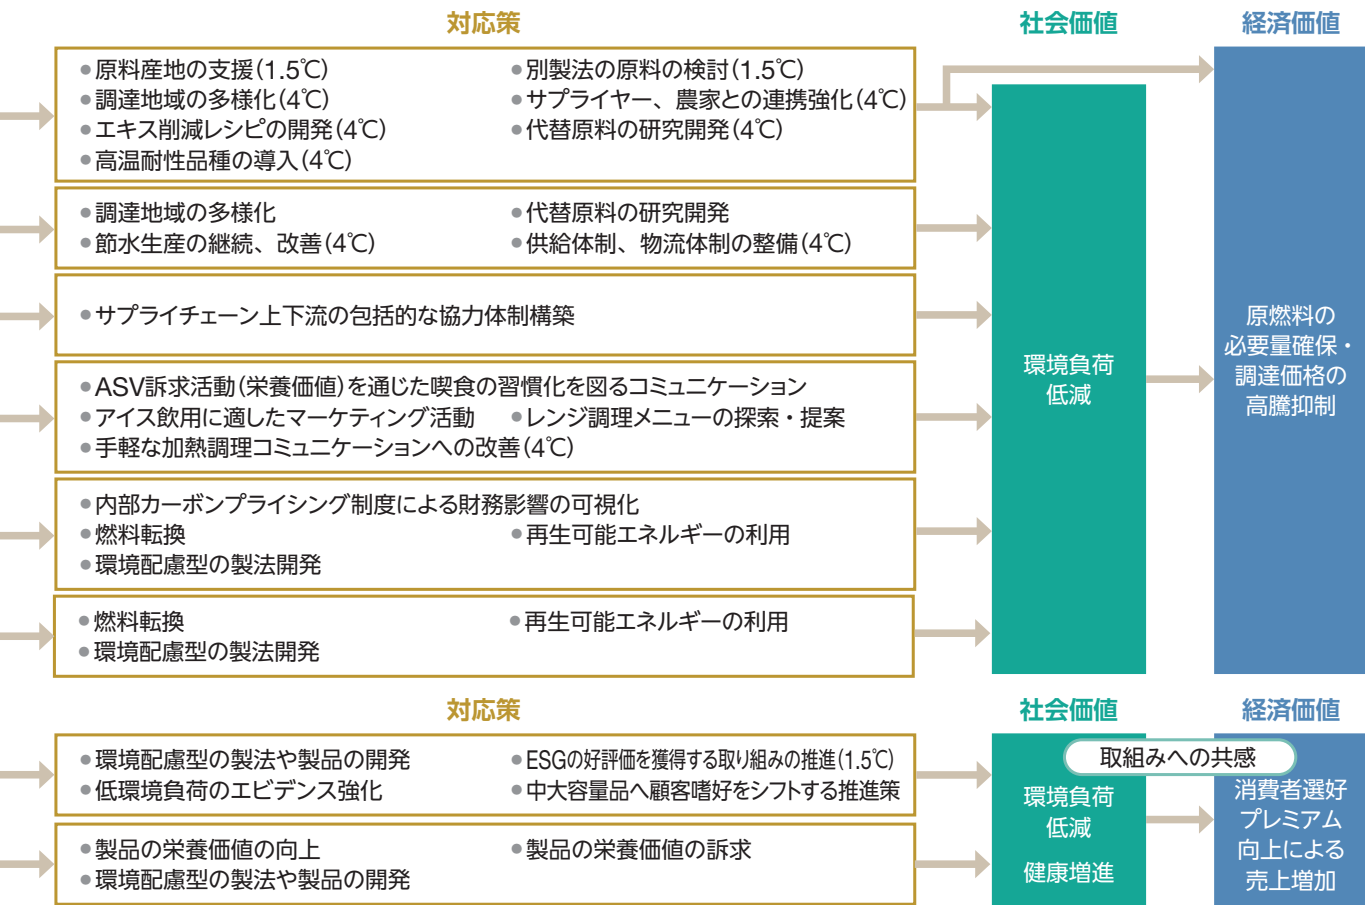 対応策
社会価値
経済価値
●原料産地の支援(1.5℃) ●別製法の原料の検討(1.5℃)
●調達地域の多様化(4℃) ●サプライヤー、農家との連携強化(4℃)
●エキス削減レシピの開発(4℃) ●代替原料の研究開発(4℃)
●高温耐性品種の導入(4℃)
●調達地域の多様化 ●代替原料の研究開発
●節水生産の継続、改善(4℃) ●供給体制、物流体制の整備(4℃)
●サプライチェーン上下流の包括的な協力体制構築
●ASV訴求活動(栄養価値)を通じた喫食の習慣化を図るコミュニケーション
●アイス飲用に適したマーケティング活動 ●レンジ調理メニューの探索・提案
●手軽な加熱調理コミュニケーションへの改善(4℃)
●内部カーボンプライシング制度による財務影響の可視化
●燃料転換 ●再生可能エネルギーの利用
●環境配慮型の製法開発
●燃料転換 ●再生可能エネルギーの利用
●環境配慮型の製法開発
環境負荷
低減
原燃料の
必要量確保・
調達価格の
高騰抑制
対応策
社会価値
経済価値
●環境配慮型の製法や製品の開発 ●ESGの好評価を獲得する取り組みの推進(1.5℃)
●低環境負荷のエビデンス強化 ●中大容量品へ顧客嗜好をシフトする推進策
●製品の栄養価値の向上 ●製品の栄養価値の訴求
●環境配慮型の製法や製品の開発
取組みへの共感
環境負荷
低減
健康増進
消費者選好
プレミアム
向上による
売上増加